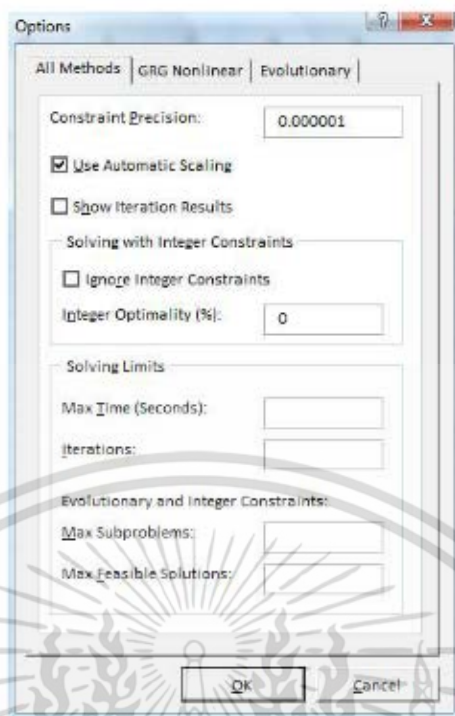 Options
All Methods GRG Nonlinear Evolutionary
Constraint Precision: 0.000001
Use Automatic Scaling
Show Iteration Results
Solving with Integer Constraints
Ignore Integer Constraints
Integer Optimality (%): 0
Solving Limits
Max Time (Seconds):
Iterations:
Evolutionary and Integer Constraints:
Max Subproblems:
Max Feasible Solutions:
OK Cancel